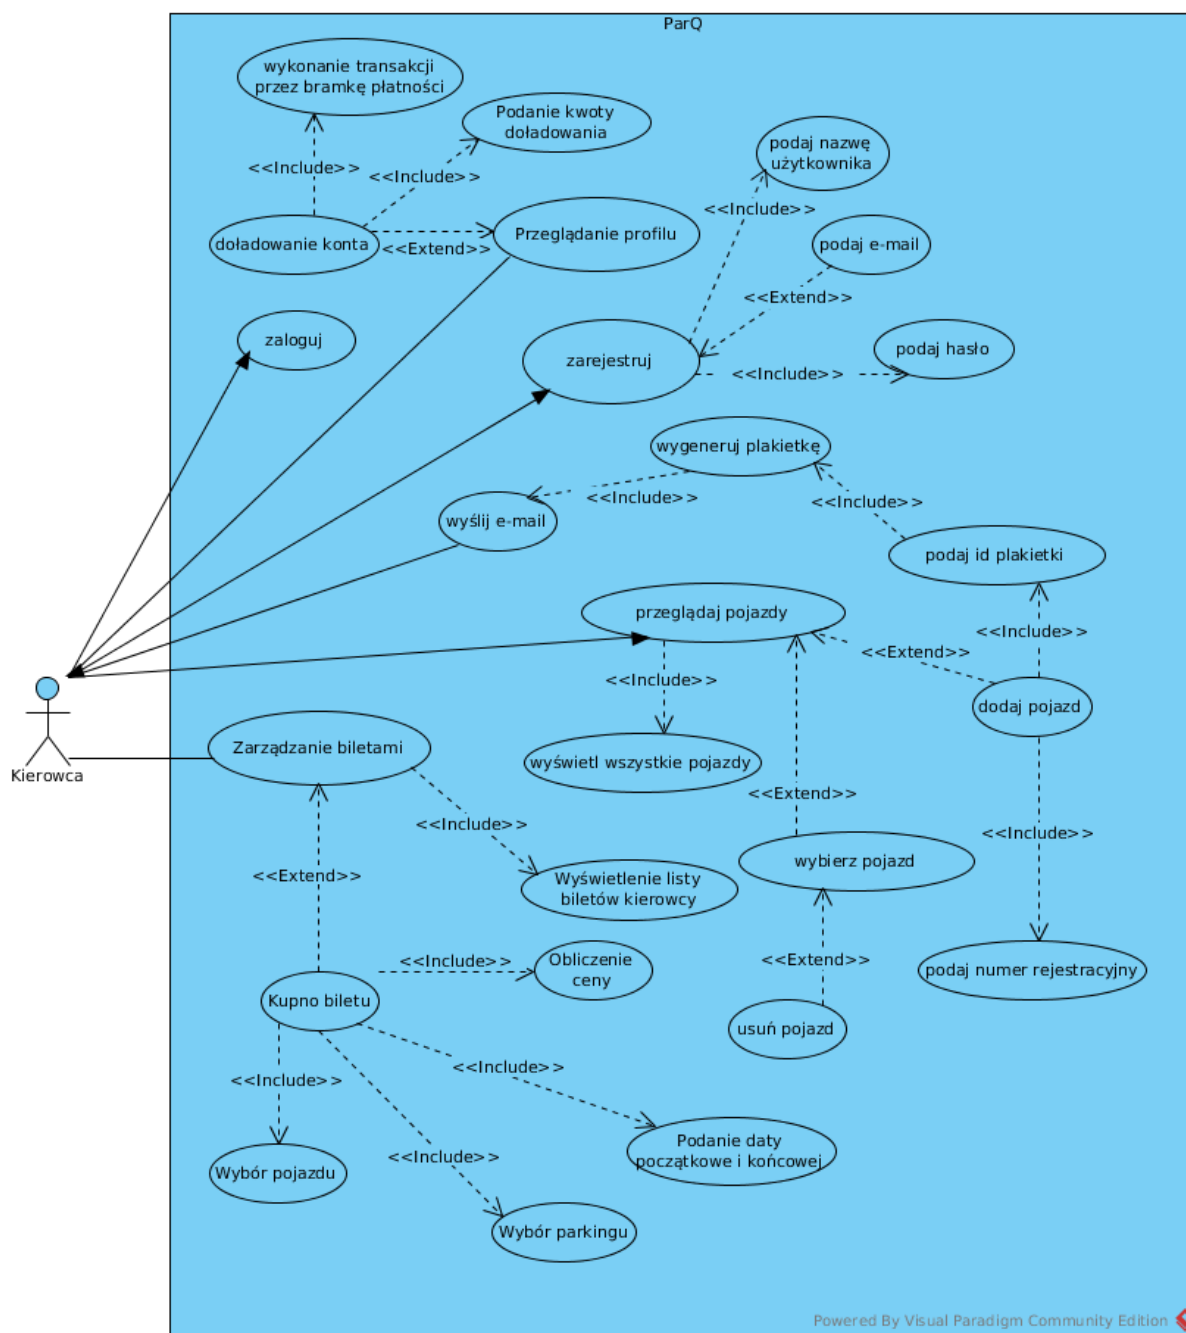 ParQ
wykonanie transakcji
przez bramkę płatności
Podanie kwoty
doładowania
podaj nazwę
użytkownika
<<Include>>
<<Include>>
<<Include>>
doładowanie konta
<<Extend>>
Przeglądanie profilu
podaj e-mail
<<Extend>>
zaloguj
zarejestruj
podaj hasło
<<Include>>
wygeneruj plakietkę
<<Include>>
<<Include>>
wyślij e-mail
podaj id plakietki
przeglądaj pojazdy
<<Include>>
<<Extend>>
<<Include>>
dodaj pojazd
Kierowca
Zarządzanie biletami
wyświetl wszystkie pojazdy
<<Extend>>
<<Include>>
<<Include>>
wybierz pojazd
<<Extend>>
Wyświetlenie listy
biletów kierowcy
<<Include>>
Obliczenie
ceny
<<Extend>>
podaj numer rejestracyjny
Kupno biletu
usuń pojazd
<<Include>>
<<Include>>
Podanie daty
początkowe i końcowej
<<Include>>
Wybór pojazdu
Wybór parkingu
Powered By Visual Paradigm Community Edition